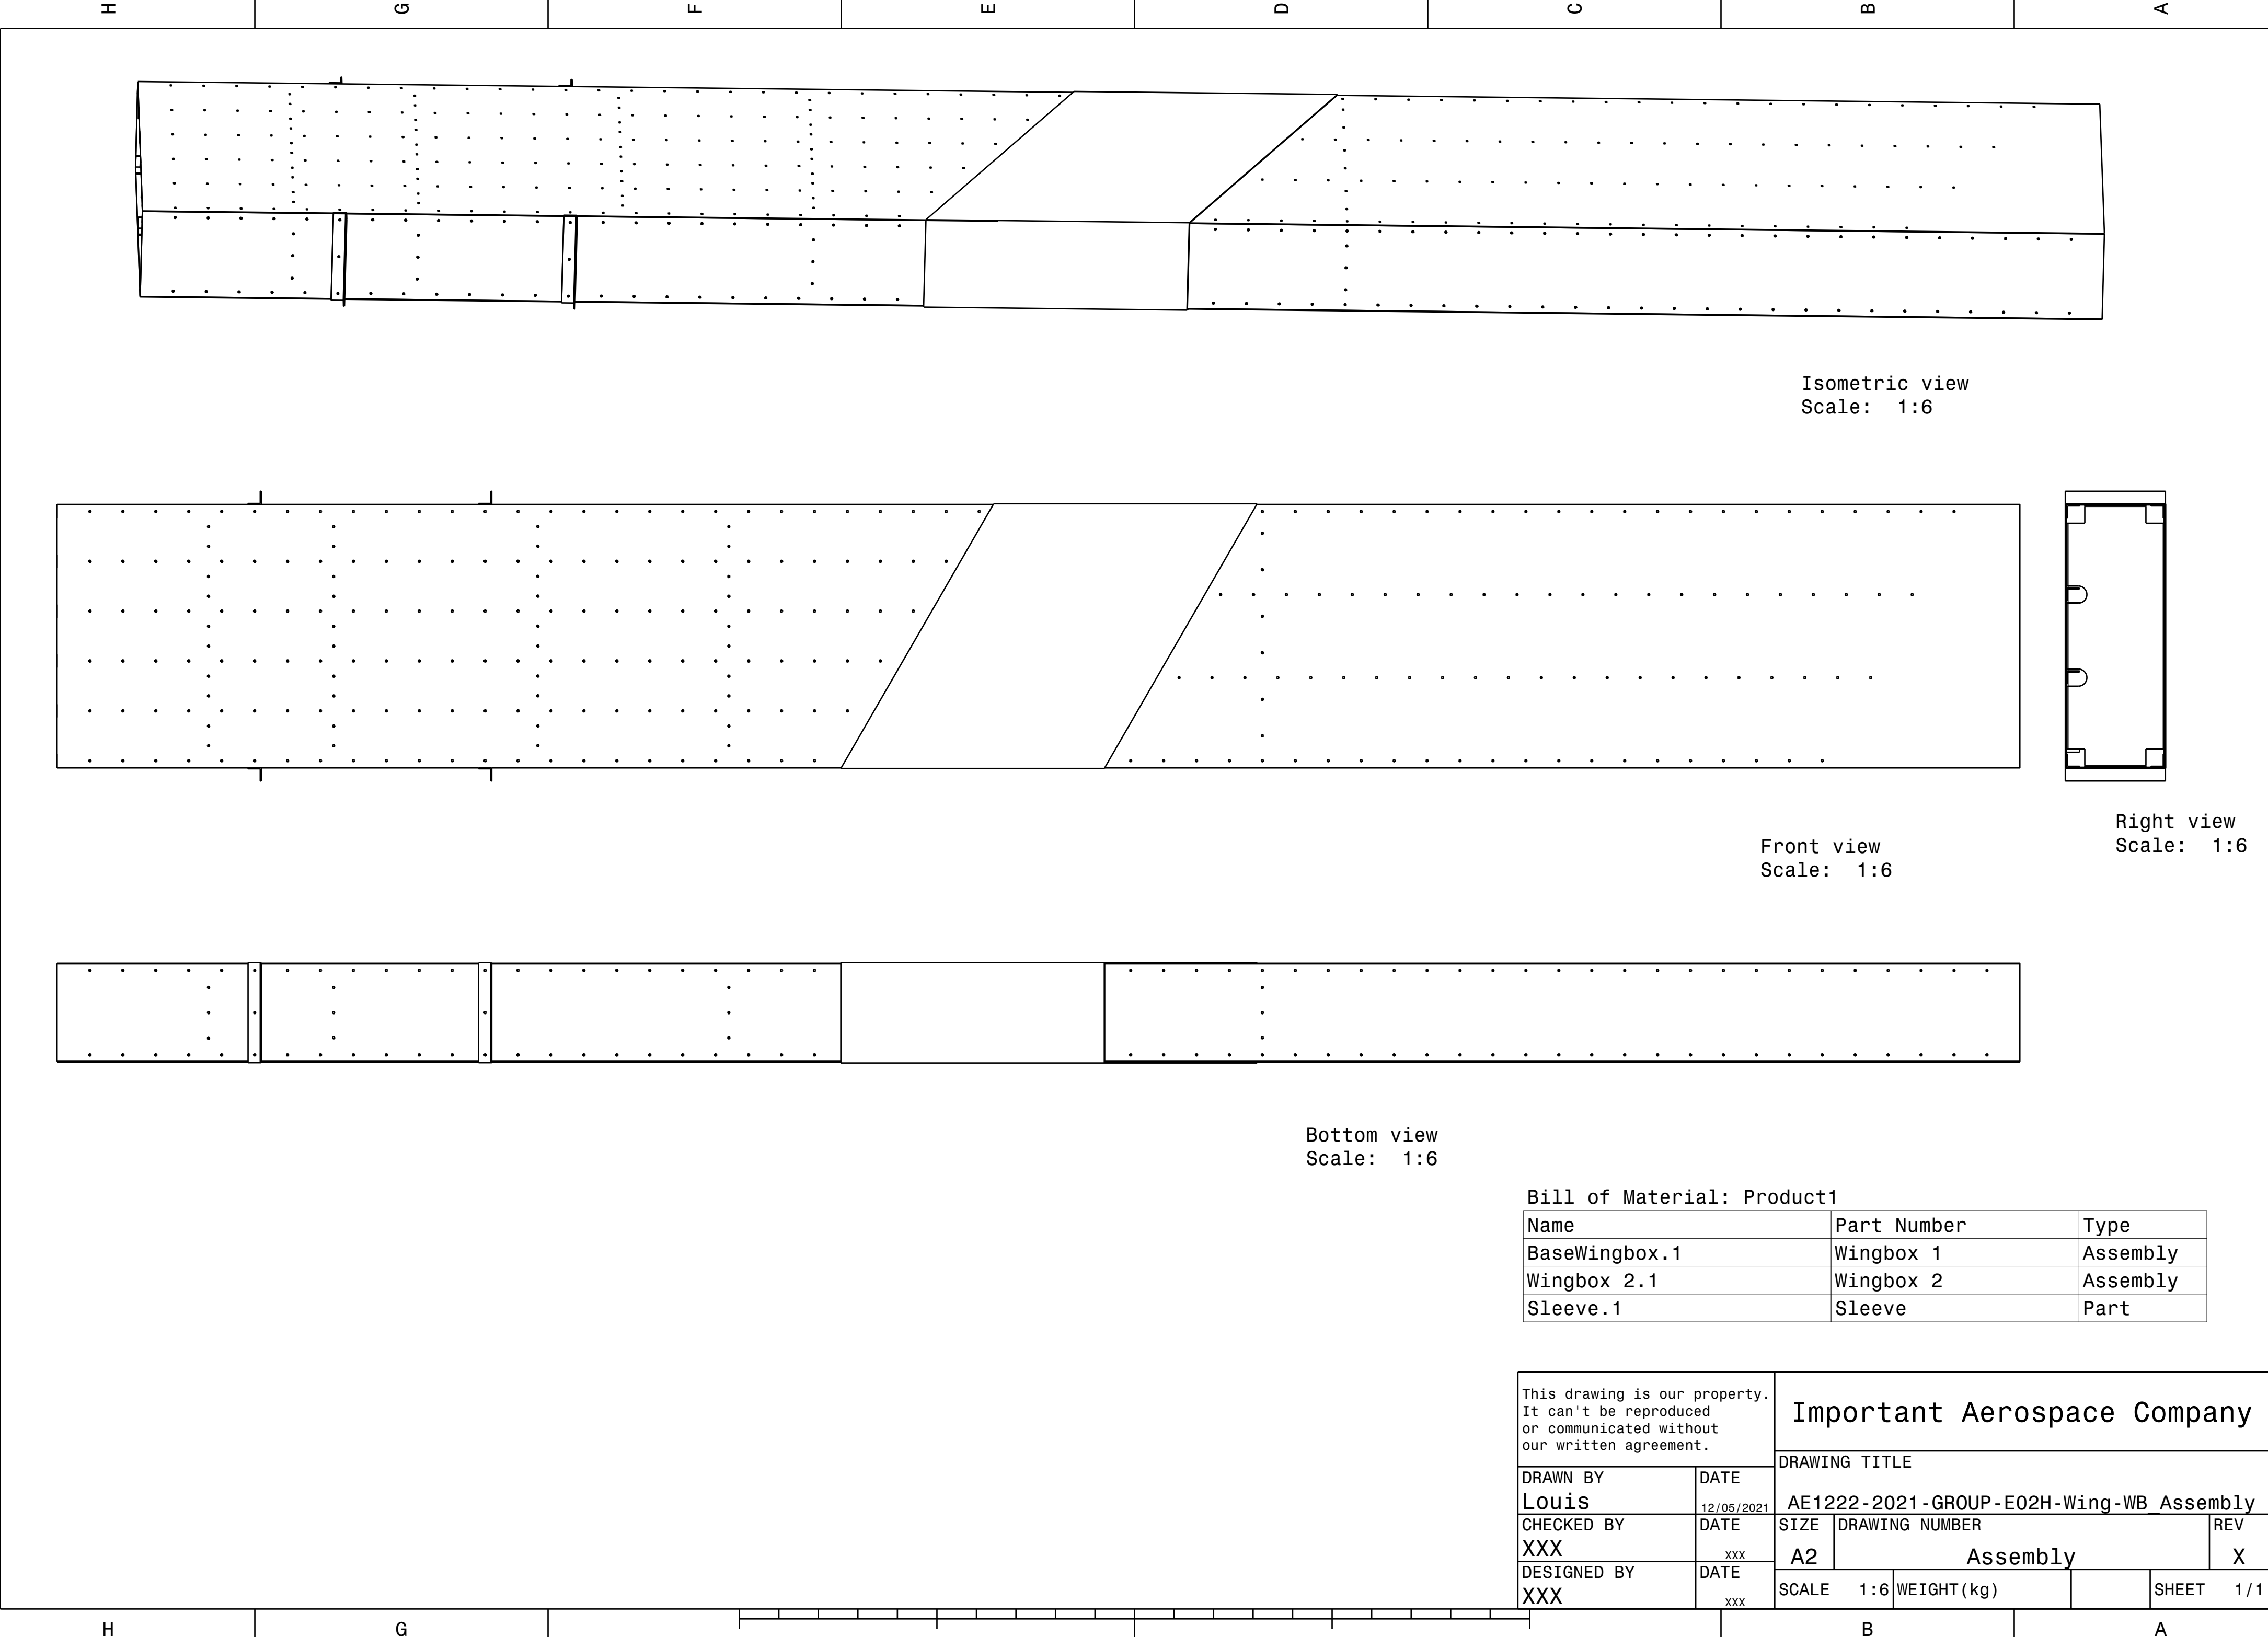 H G F E D C B A
Isometric view
Scale: 1:6
Right view
Scale: 1:6
Front view
Scale: 1:6
Bottom view
Scale: 1:6
Bill of Material: Product1
Name Part Number Type
BaseWingbox.1 Wingbox 1 Assembly
Wingbox 2.1 Wingbox 2 Assembly
Sleeve.1 Sleeve Part
This drawing is our property.
It can't be reproduced
or communicated without
our written agreement.
Important Aerospace Company
DRAWING TITLE
AE1222-2021-GROUP-E02H-Wing-WB_Assembly
DRAWN BY DATE
Louis 12/05/2021
CHECKED BY DATE
XXX XXX
DESIGNED BY DATE
XXX XXX
SIZE DRAWING NUMBER REV
A2 Assembly X
SCALE 1:6 WEIGHT(kg) SHEET 1/1
H G B A